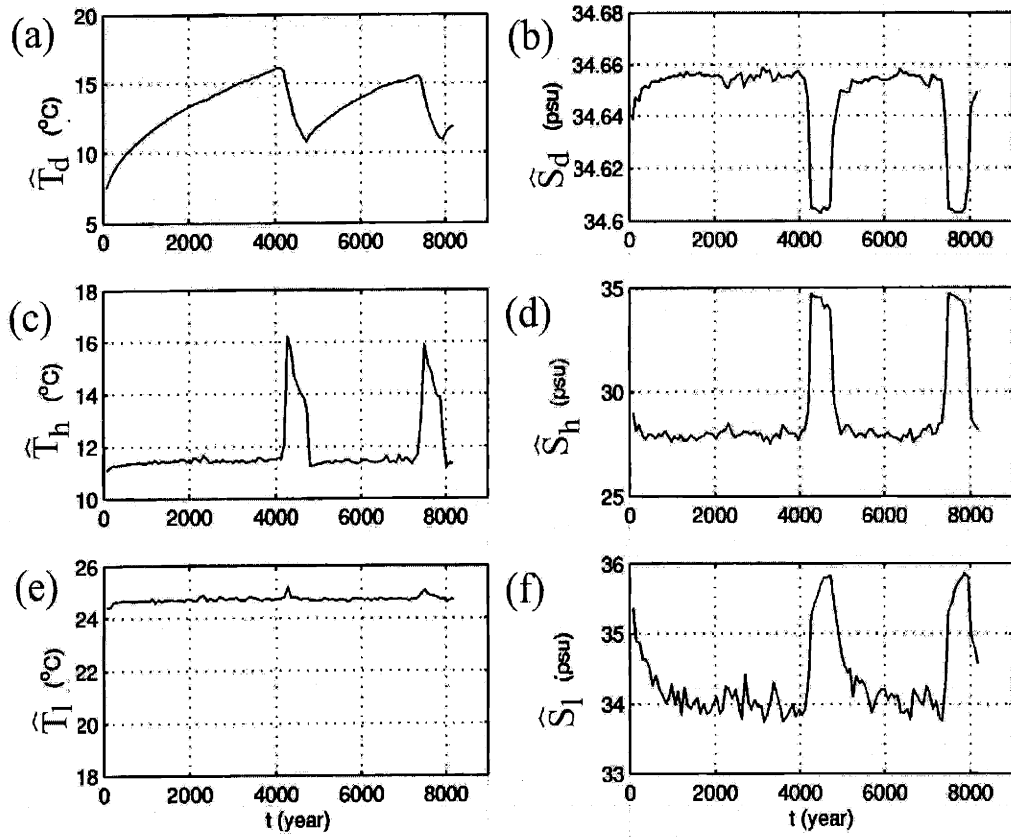 (a)
T̂d (°C)
20
15
10
5
0 2000 4000 6000 8000
(b)
Ŝd (psu)
34.68
34.66
34.64
34.62
34.6
0 2000 4000 6000 8000
(c)
T̂h (°C)
18
16
14
12
10
0 2000 4000 6000 8000
(d)
Ŝh (psu)
35
30
25
0 2000 4000 6000 8000
(e)
T̂l (°C)
26
24
22
20
18
0 2000 4000 6000 8000
t (year)
(f)
Ŝl (psu)
36
35
34
33
0 2000 4000 6000 8000
t (year)